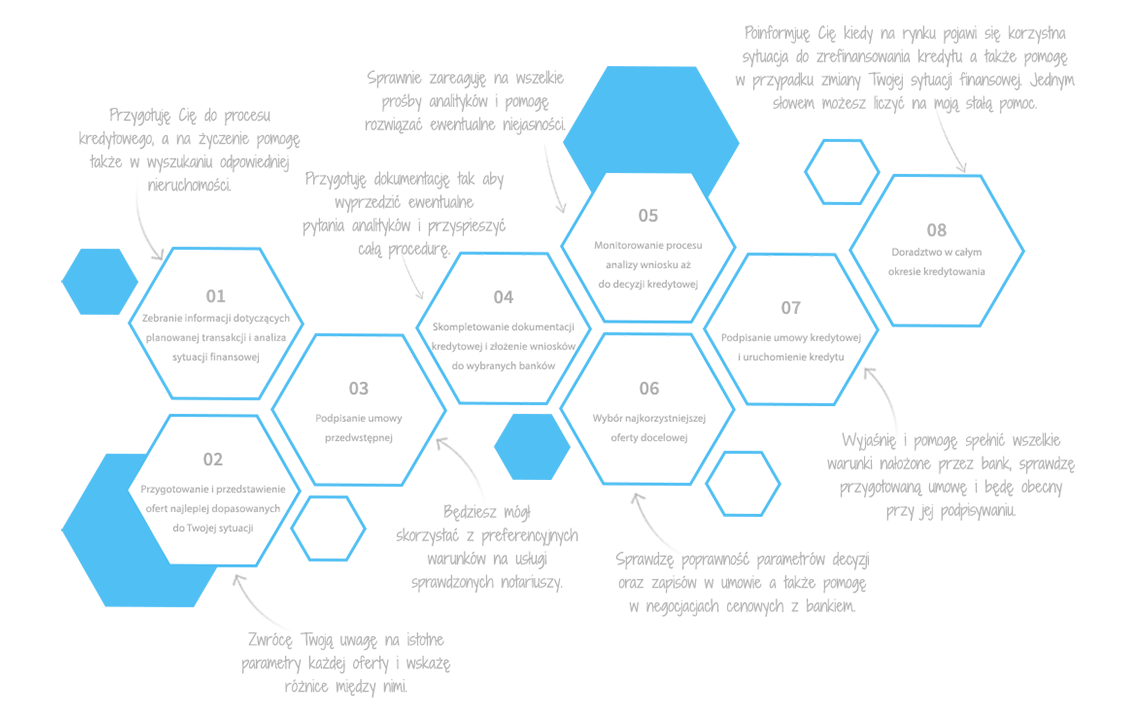 Przygotuję Cię do procesu
kredytowego, a na życzenie pomogę
także w wyszukaniu odpowiedniej
nieruchomości.
01
Zebranie informacji dotyczących
planowanej transakcji i analiza
sytuacji finansowej
02
Przygotowanie i przedstawienie
ofert najlepiej dopasowanych
do Twojej sytuacji
Zwrócę Twoją uwagę na istotne
parametry każdej oferty i wskażę
różnice między nimi.
03
Podpisanie umowy
przedwstępnej
Będziesz mógł
skorzystać z preferencyjnych
warunków na usługi
sprawdzonych notariuszy.
Przygotuję dokumentację tak aby
wyprzedzić ewentualne
pytania analityków i przyspieszyć
całą procedurę.
04
Skompletowanie dokumentacji
kredytowej i złożenie wniosków
do wybranych banków
Sprawnie zareaguję na wszelkie
prośby analityków i pomogę
rozwiązać ewentualne niejasności.
05
Monitorowanie procesu
analizy wniosku aż
do decyzji kredytowej
06
Wybór najkorzystniejszej
oferty docelowej
Sprawdzę poprawność parametrów decyzji
oraz zapisów w umowie a także pomogę
w negocjacjach cenowych z bankiem.
07
Podpisanie umowy kredytowej
i uruchomienie kredytu
Wyjaśnię i pomogę spełnić wszelkie
warunki nałożone przez bank, sprawdzę
przygotowaną umowę i będę obecny
przy jej podpisywaniu.
Poinformjuę Cię kiedy na rynku pojawi się korzystna
sytuacja do zrefinansowania kredytu a także pomogę
w przypadku zmiany Twojej sytuacji finansowej. Jednym
słowem możesz liczyć na moją stałą pomoc.
08
Doradztwo w całym
okresie kredytowania